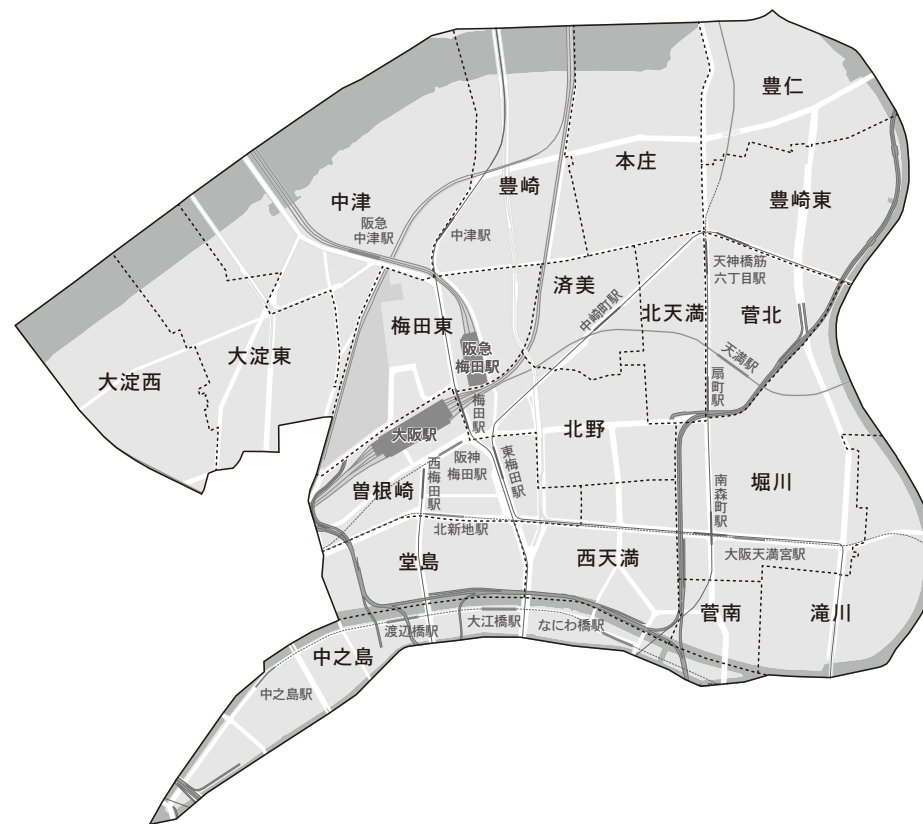 豊仁
本庄
豊崎
豊崎東
中津
阪急
中津駅
中津駅
天神橋筋
六丁目駅
済美
中崎町駅
北天満
菅北
梅田東
阪急
梅田駅
天満駅
大淀東
大淀西
扇町駅
梅田駅
大阪駅
北野
東梅田駅
阪神
梅田駅
西梅田駅
曽根崎
南森町駅
堀川
北新地駅
大阪天満宮駅
堂島
西天満
菅南
滝川
大江橋駅
なにわ橋駅
渡辺橋駅
中之島
中之島駅